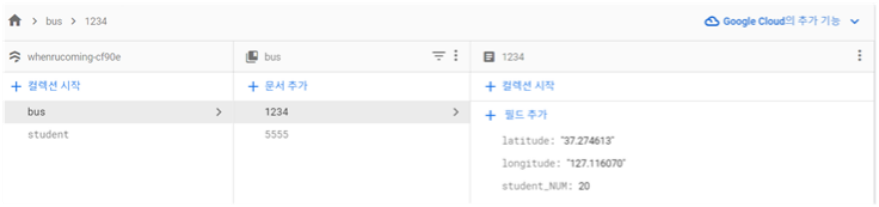 bus > 1234
Google Cloud의 추가 기능
whenrucoming-cf90e
bus
1234
+ 컬렉션 시작
+ 문서 추가
+ 컬렉션 시작
bus
1234
+ 필드 추가
student
5555
latitude: "37.274613"
longitude: "127.116070"
student_NUM: 20